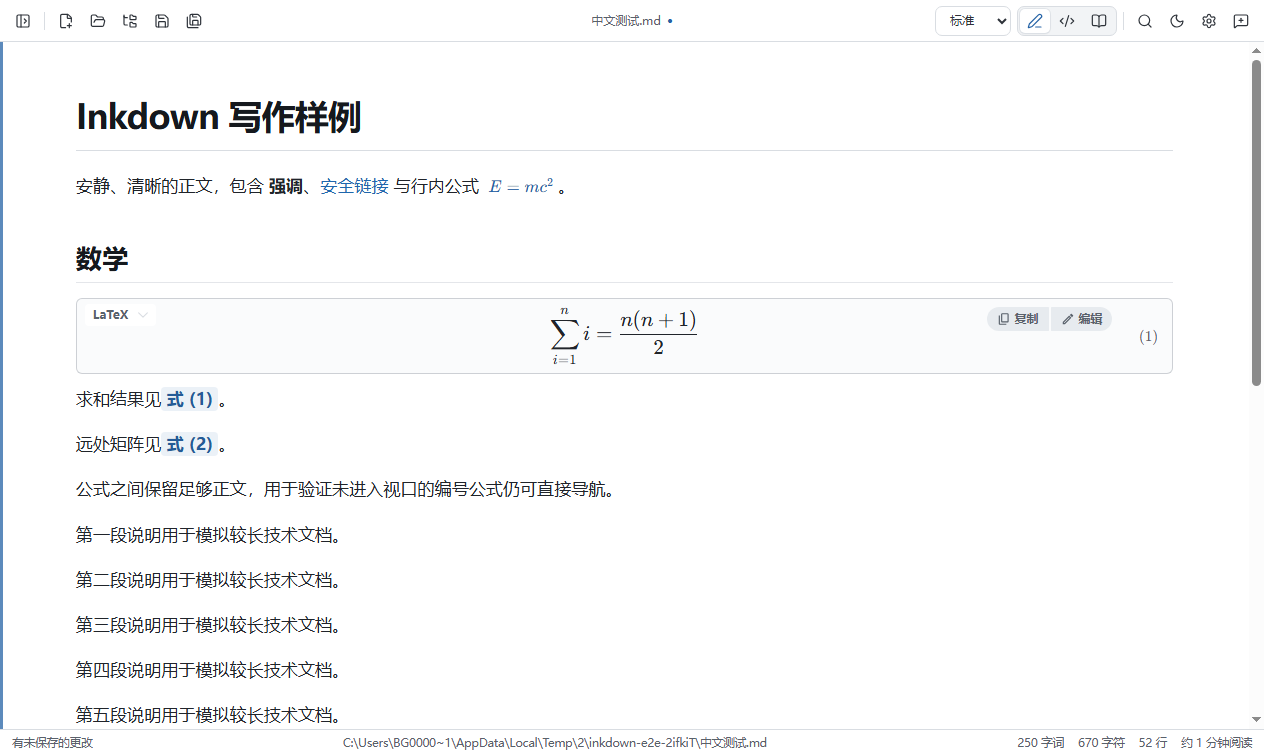 中文测试.md •
标准
Inkdown 写作样例
安静、清晰的正文，包含 强调、安全链接 与行内公式 E = mc² 。
数学
LaTeX
复制
编辑
∑_{i=1}^{n} i = n(n + 1) / 2
(1)
求和结果见 式 (1) 。
远处矩阵见 式 (2) 。
公式之间保留足够正文，用于验证未进入视口的编号公式仍可直接导航。
第一段说明用于模拟较长技术文档。
第二段说明用于模拟较长技术文档。
第三段说明用于模拟较长技术文档。
第四段说明用于模拟较长技术文档。
第五段说明用于模拟较长技术文档。
有未保存的更改
C:\Users\BG0000~1\AppData\Local\Temp\2\inkdown-e2e-2ifkiT\中文测试.md
250 字词 670 字符 52 行 约 1 分钟阅读